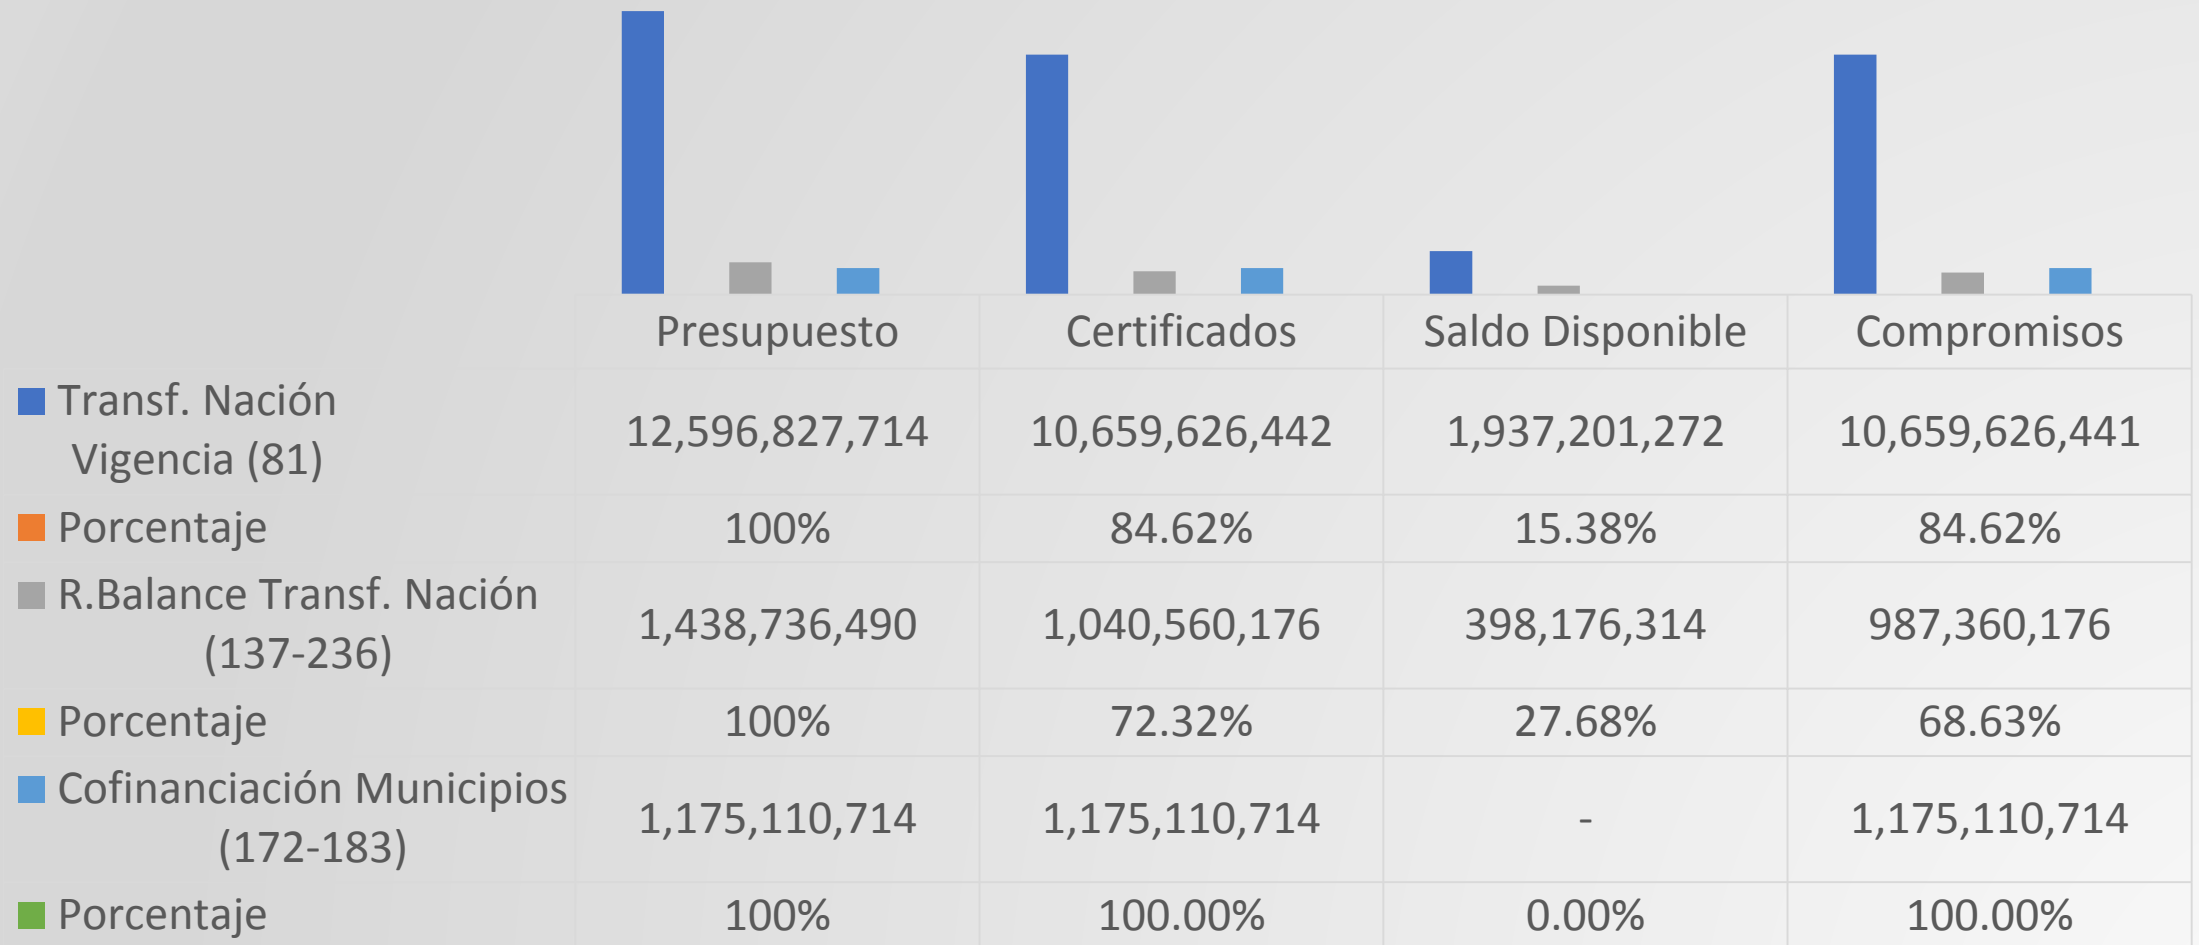 Presupuesto Certificados Saldo Disponible Compromisos
Transf. Nación
Vigencia (81)
12,596,827,714 10,659,626,442 1,937,201,272 10,659,626,441
Porcentaje 100% 84.62% 15.38% 84.62%
R.Balance Transf. Nación
(137-236)
1,438,736,490 1,040,560,176 398,176,314 987,360,176
Porcentaje 100% 72.32% 27.68% 68.63%
Cofinanciación Municipios
(172-183)
1,175,110,714 1,175,110,714 - 1,175,110,714
Porcentaje 100% 100.00% 0.00% 100.00%